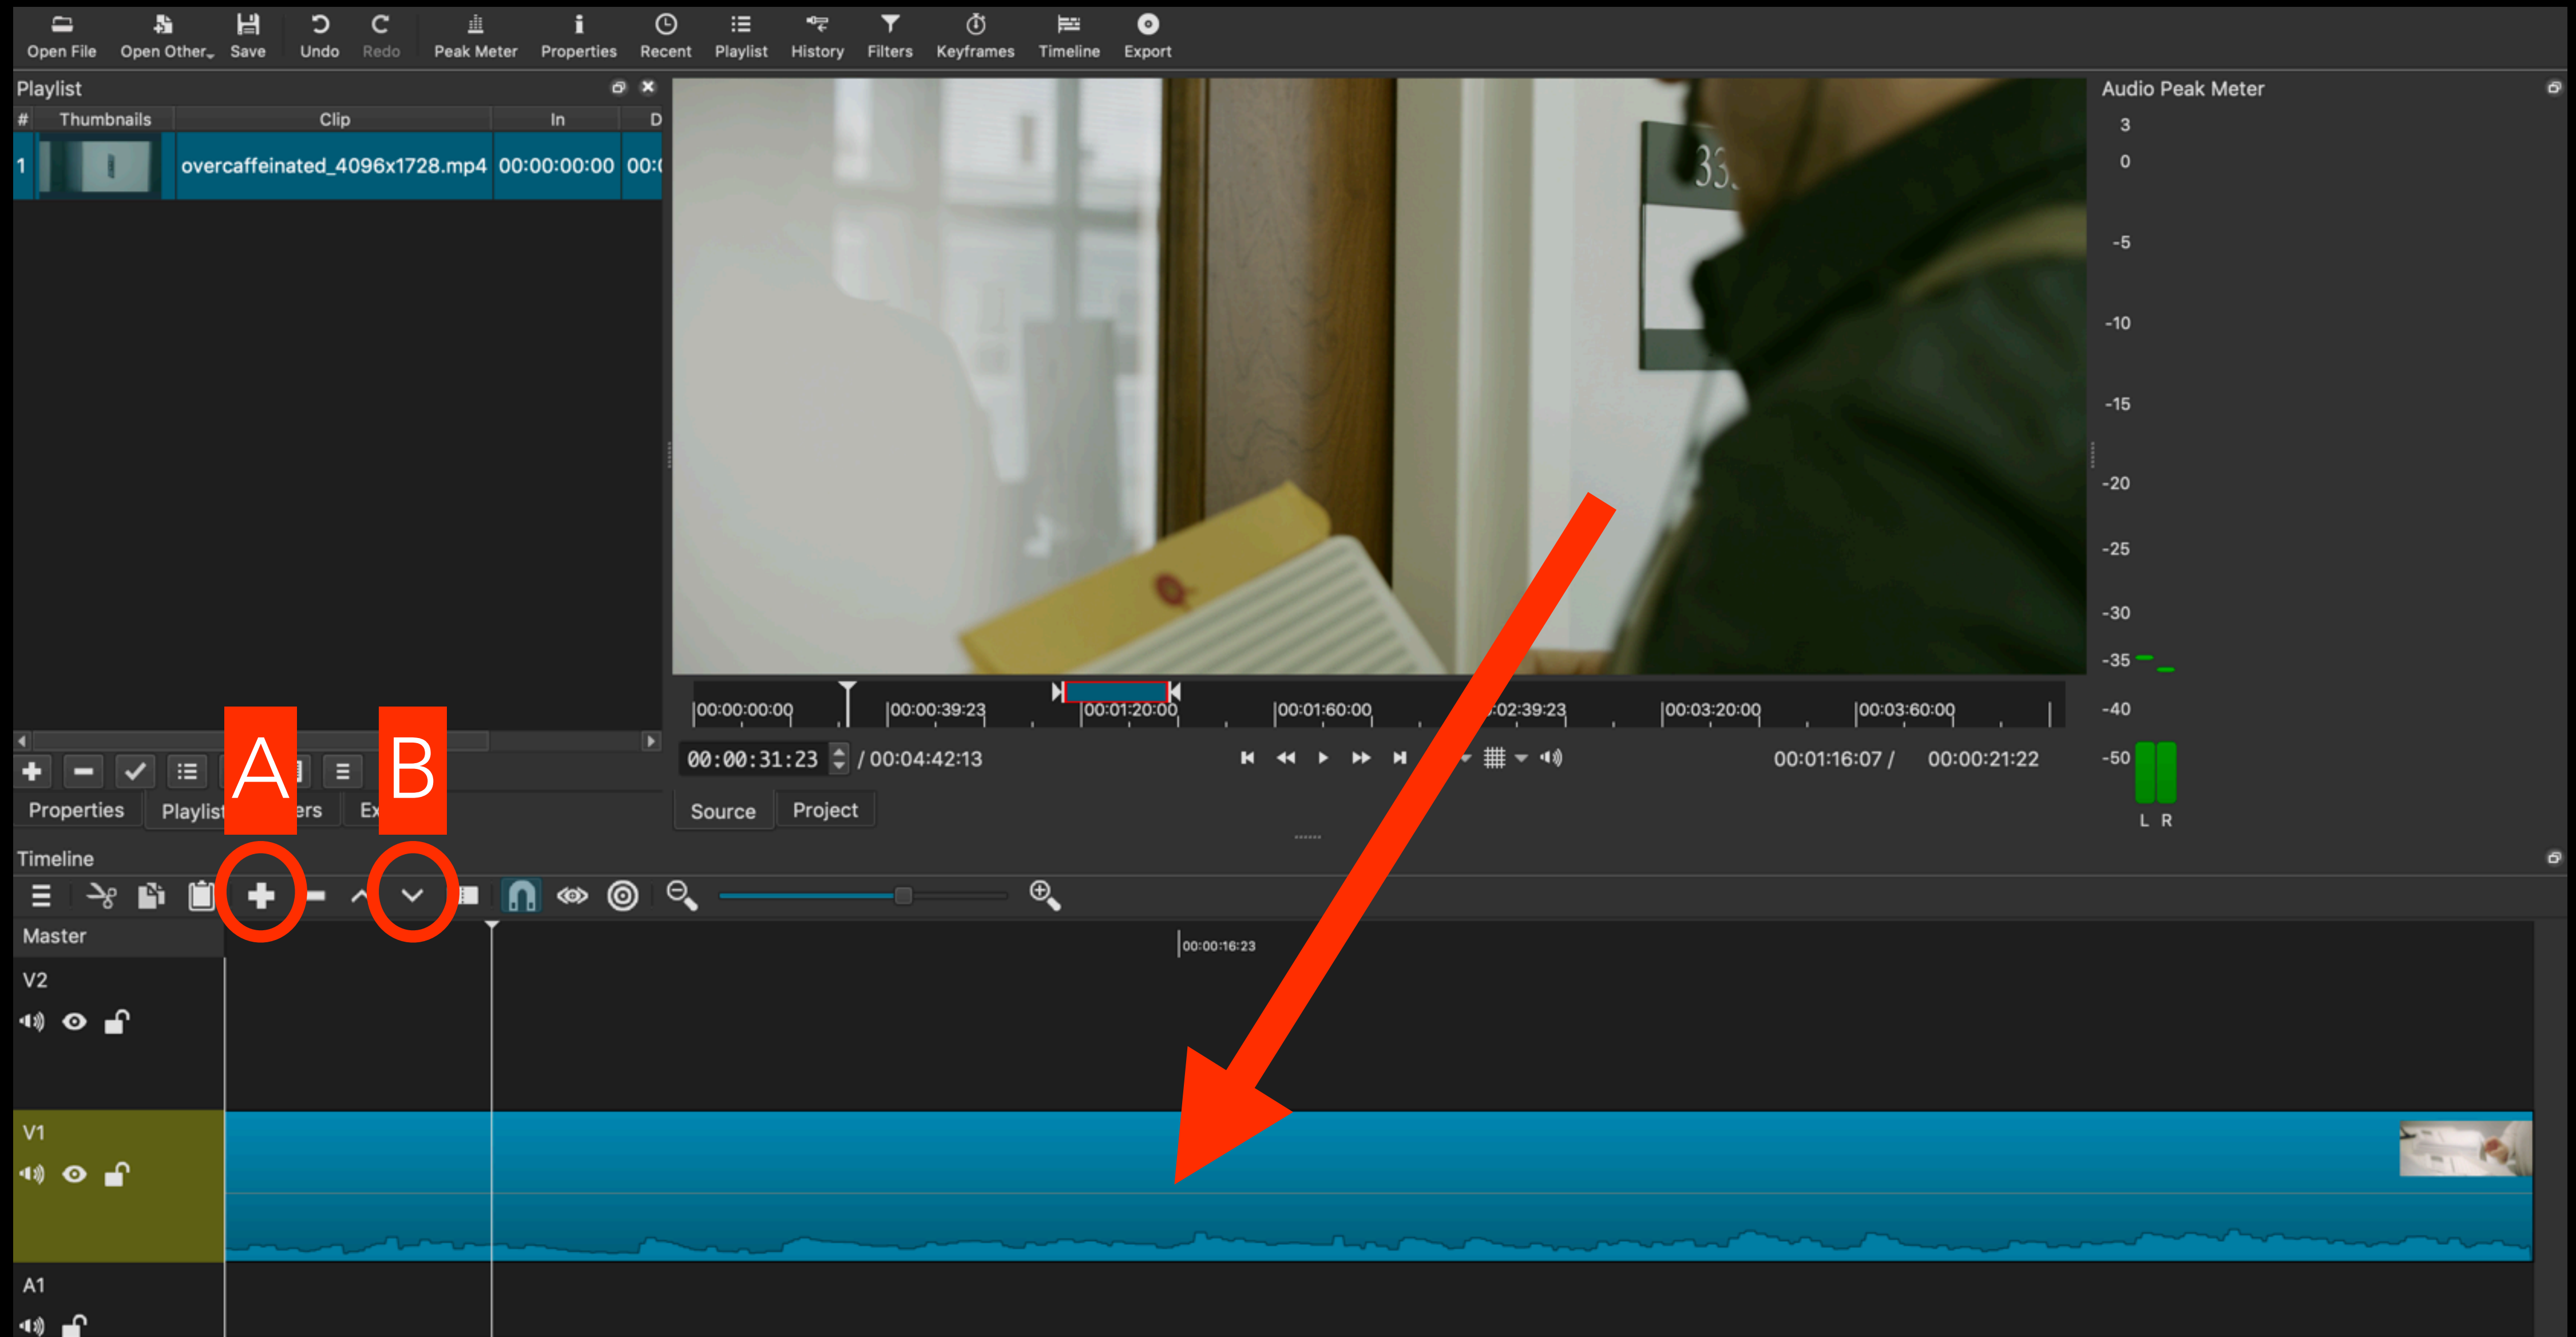 Open File Open Other Save Undo Redo Peak Meter Properties Recent Playlist History Filters Keyframes Timeline Export
Playlist
# Thumbnails Clip In D
1 overcaffeinated_4096x1728.mp4 00:00:00:00 00:0
33
Audio Peak Meter
3
0
-5
-10
-15
-20
-25
-30
-35
-40
-50
L R
00:00:00:00 00:00:39:23 00:01:20:00 00:01:60:00 :02:39:23 00:03:20:00 00:03:60:00
00:00:31:23 / 00:04:42:13 00:01:16:07 / 00:00:21:22
A B
Properties Playlist ers Ex
Source Project
Timeline
Master
00:00:16:23
V2
V1
A1